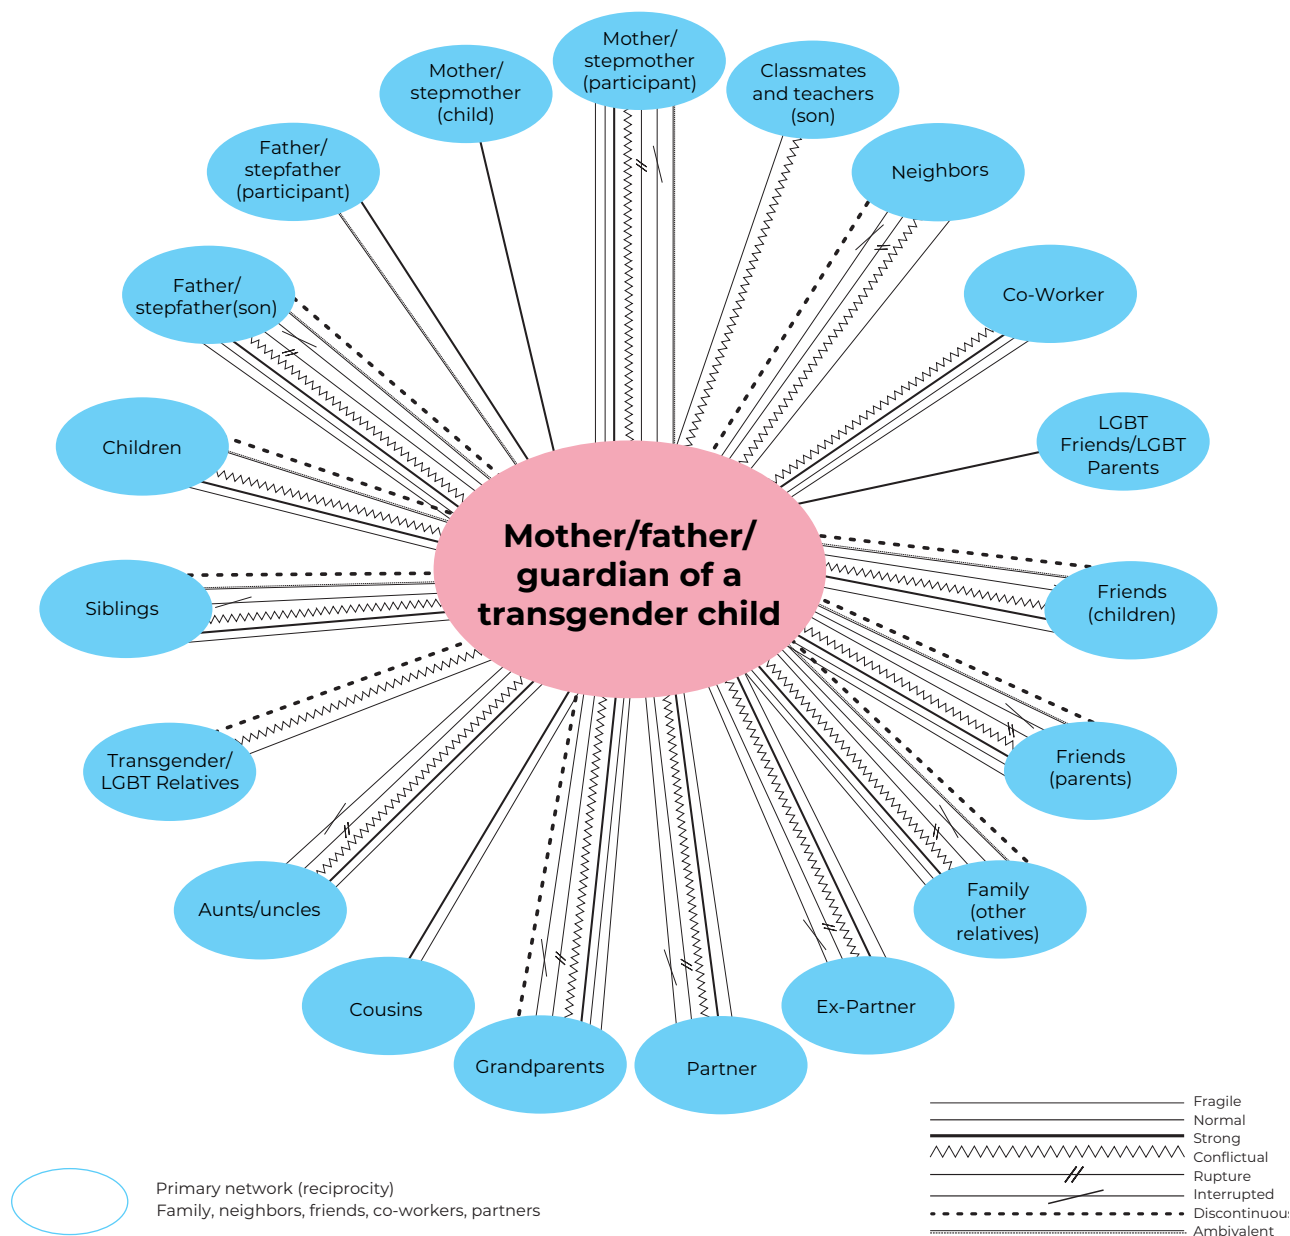 Mother/
stepmother
(participant)
Mother/
stepmother
(child)
Classmates
and teachers
(son)
Father/
stepfather
(participant)
Neighbors
Father/
stepfather(son)
Co-Worker
Children
LGBT
Friends/LGBT
Parents
Mother/father/
guardian of a
transgender child
Siblings
Friends
(children)
Transgender/
LGBT Relatives
Friends
(parents)
Aunts/uncles
Family
(other
relatives)
Cousins
Ex-Partner
Grandparents
Partner
Fragile
Normal
Strong
Conflictual
Rupture
Interrupted
Discontinuous
Ambivalent
Primary network (reciprocity)
Family, neighbors, friends, co-workers, partners